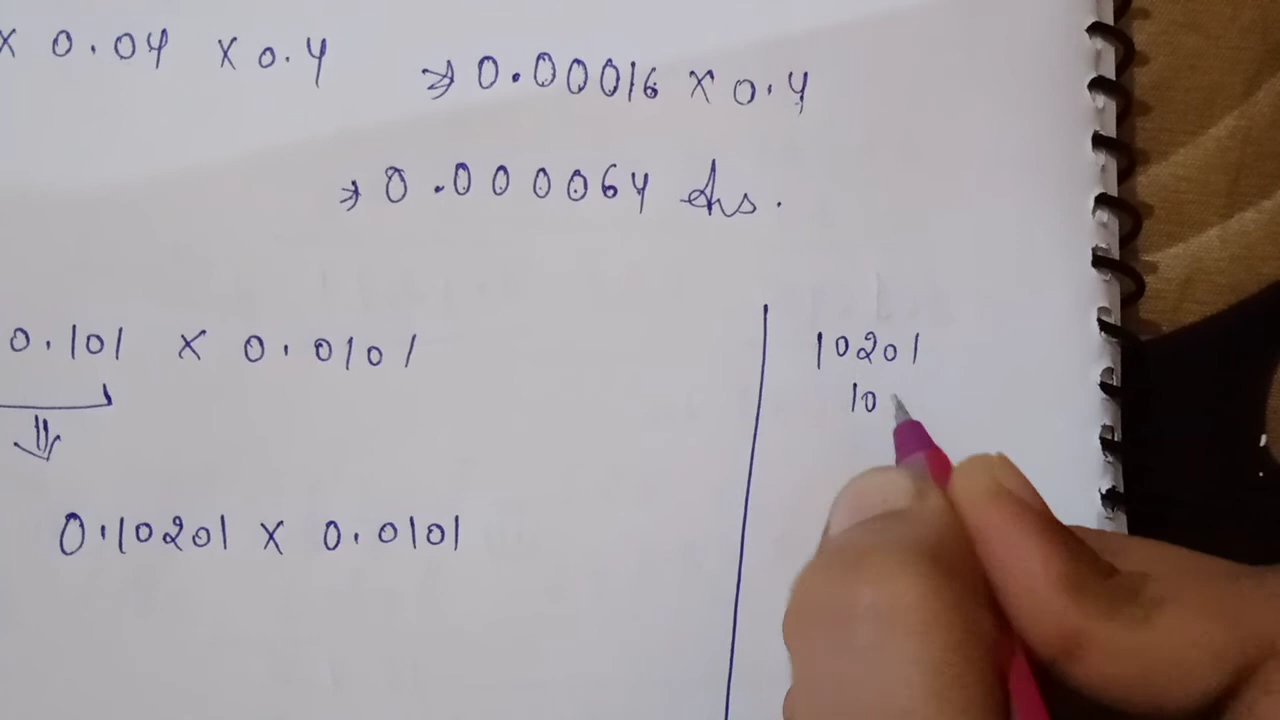 × 0.04 × 0.4
⇒ 0.00016 × 0.4
⇒ 0.000064 Ans.
0.101 × 0.0101
10201
10
0.10201 × 0.0101